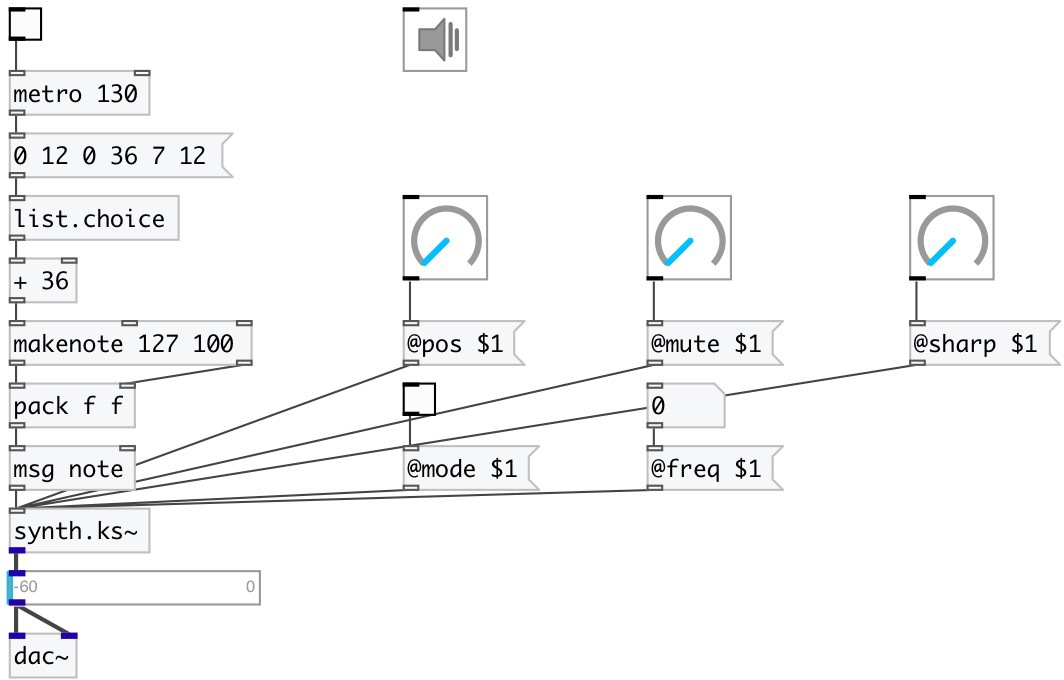 metro 130
0 12 0 36 7 12
list.choice
+ 36
makenote 127 100
@pos $1
@mute $1
@sharp $1
pack f f
0
msg note
@mode $1
@freq $1
synth.ks~
-60 0
dac~